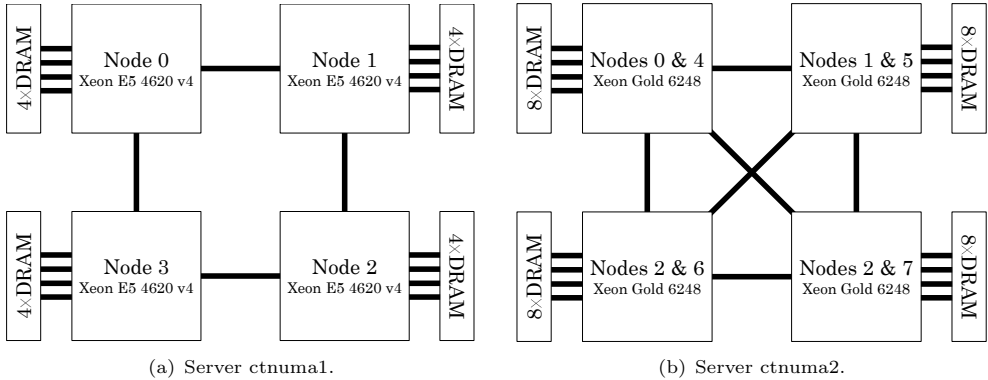 4×DRAM
Node 0
Xeon E5 4620 v4
Node 1
Xeon E5 4620 v4
4×DRAM
4×DRAM
Node 3
Xeon E5 4620 v4
Node 2
Xeon E5 4620 v4
4×DRAM
(a) Server ctnuma1.
8×DRAM
Nodes 0 & 4
Xeon Gold 6248
Nodes 1 & 5
Xeon Gold 6248
8×DRAM
8×DRAM
Nodes 2 & 6
Xeon Gold 6248
Nodes 2 & 7
Xeon Gold 6248
8×DRAM
(b) Server ctnuma2.